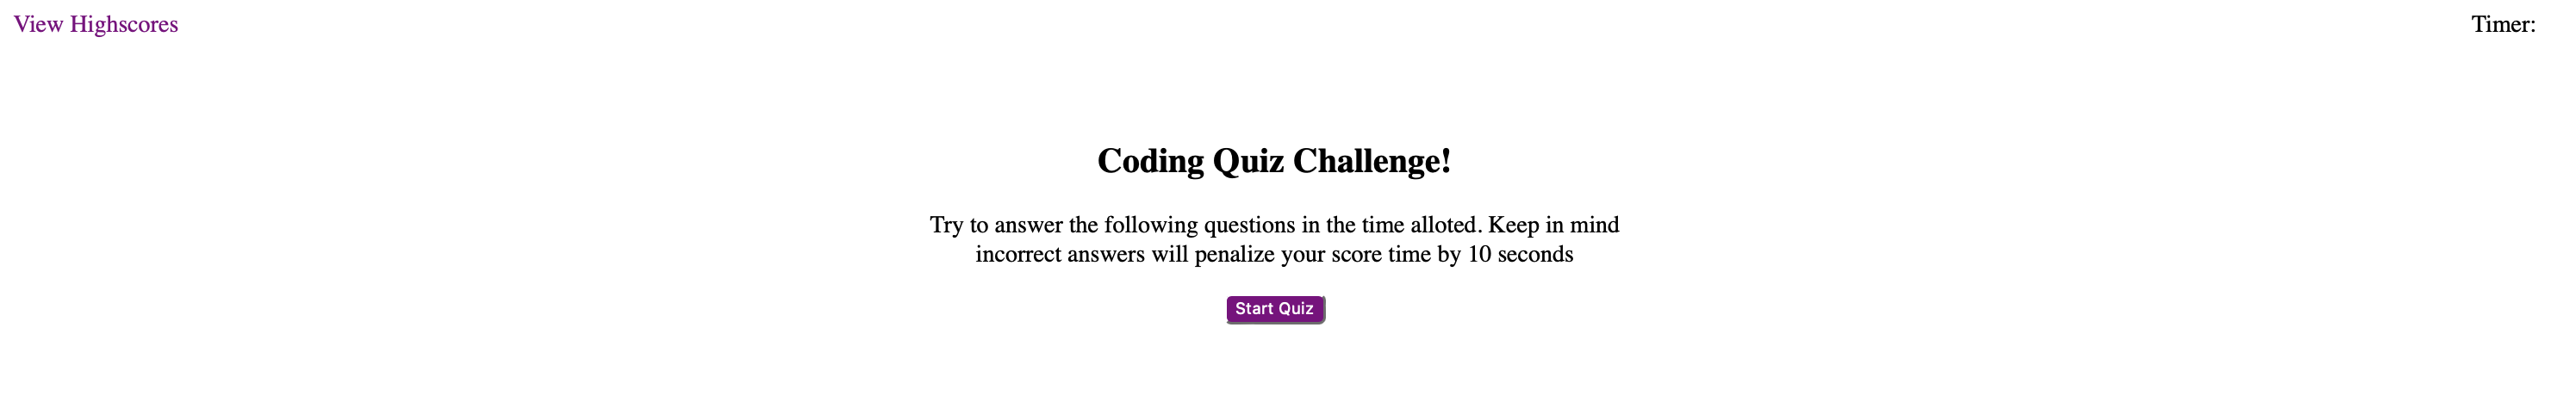 View Highscores
Timer:
Coding Quiz Challenge!
Try to answer the following questions in the time alloted. Keep in mind
incorrect answers will penalize your score time by 10 seconds
Start Quiz